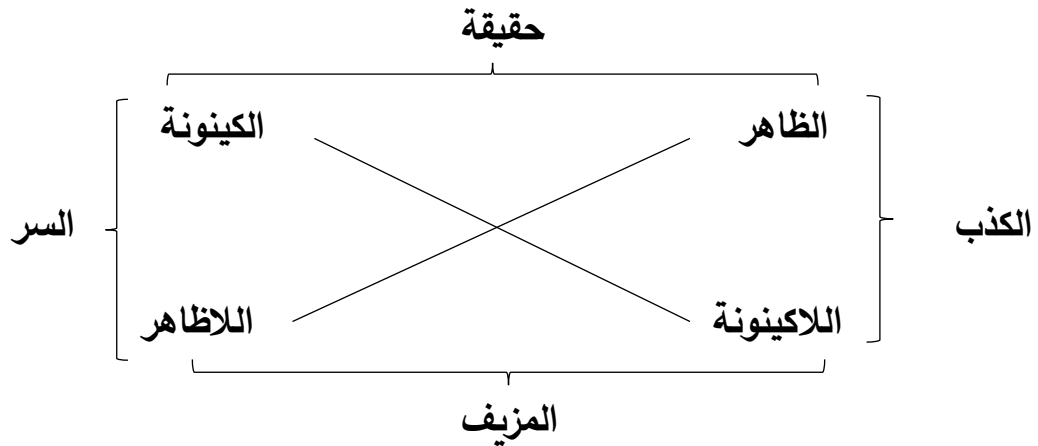 حقيقة
الظاهر
الكينونة
الكذب
السر
اللاكينونة
اللاظاهر
المزيف